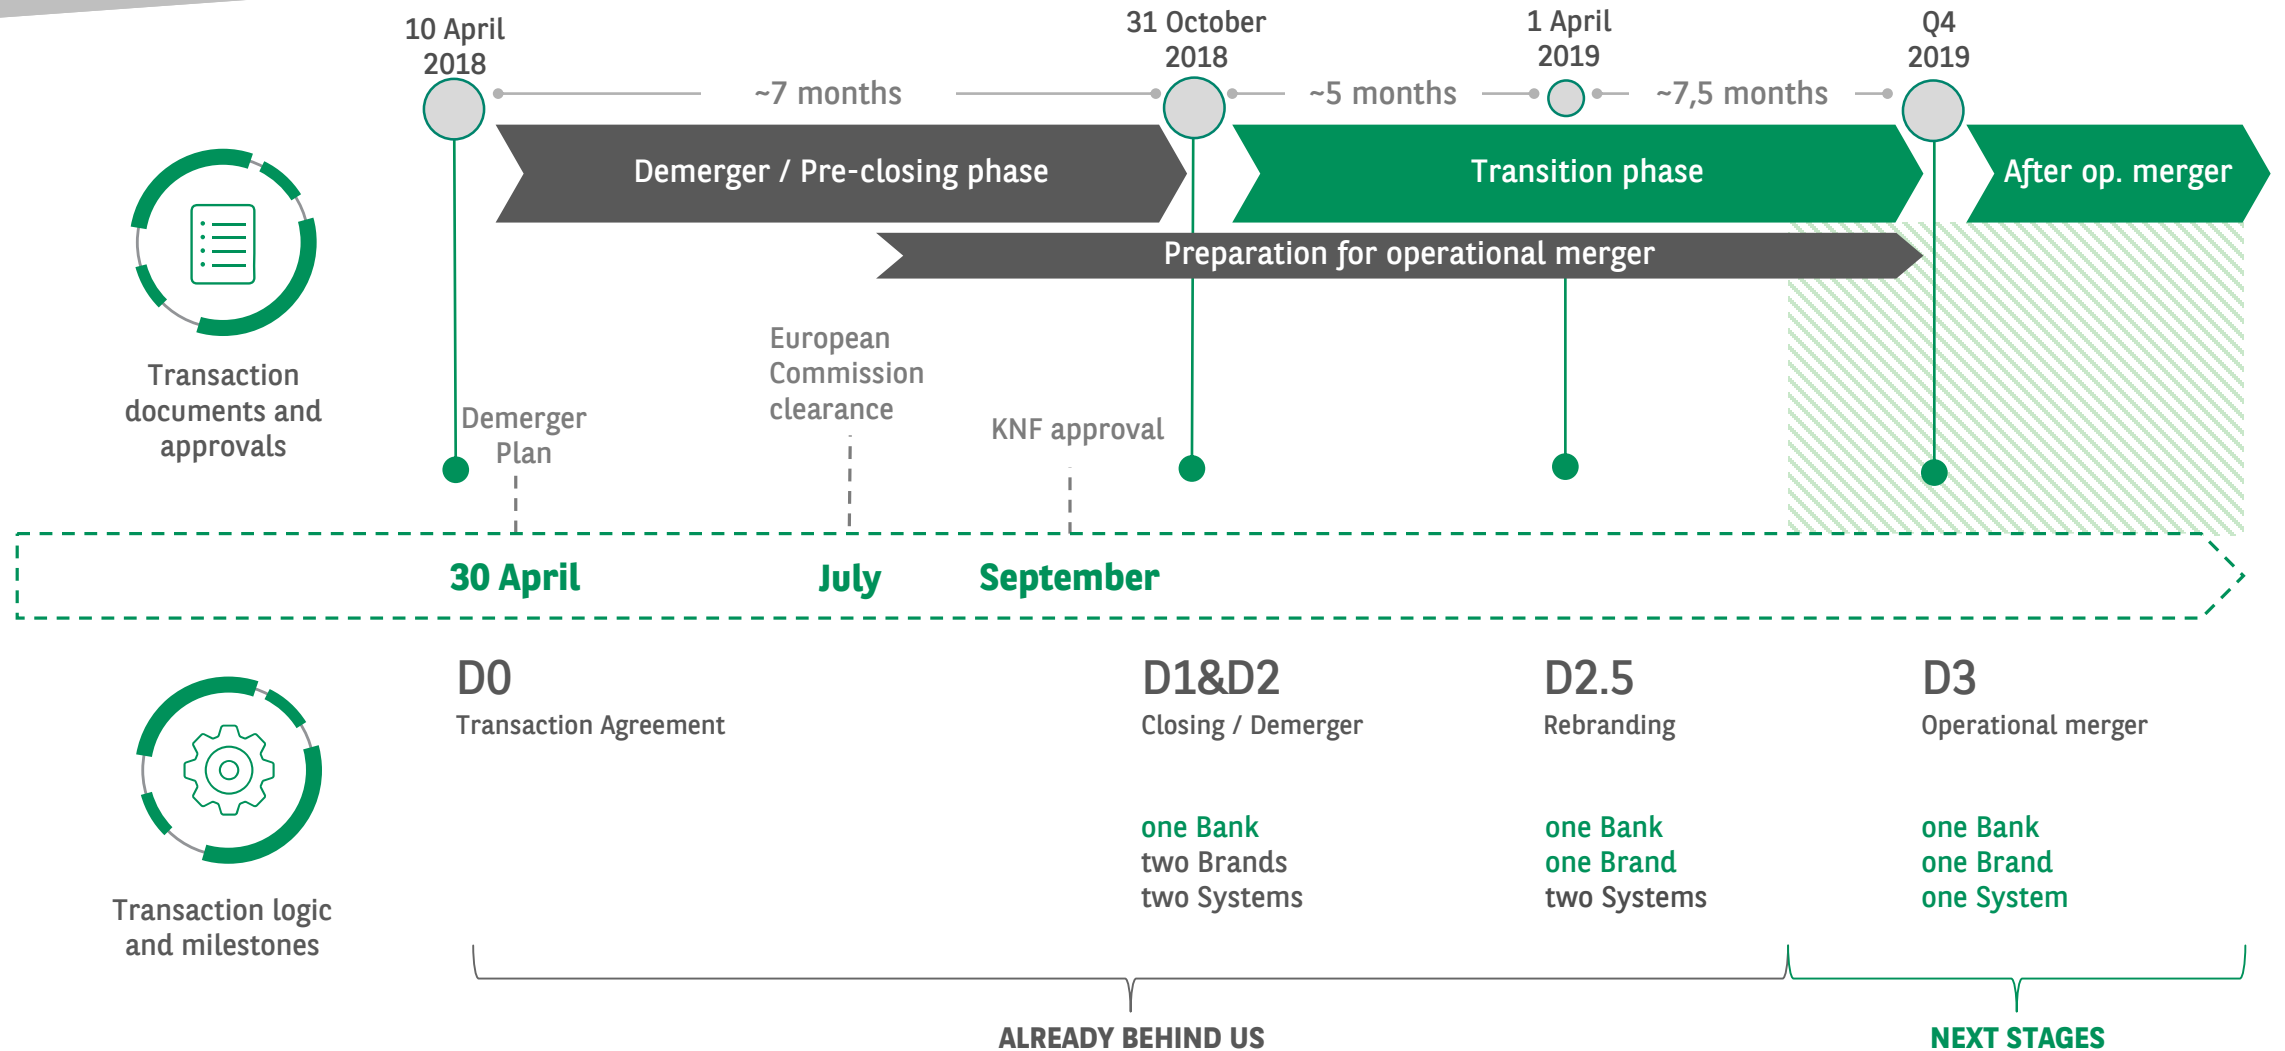 10 April
2018
31 October
2018
1 April
2019
Q4
2019
~7 months
~5 months
~7,5 months
Demerger / Pre-closing phase
Transition phase
After op. merger
Preparation for operational merger
Transaction
documents and
approvals
Demerger
Plan
European
Commission
clearance
KNF approval
30 April
July
September
Transaction logic
and milestones
D0
Transaction Agreement
D1&D2
Closing / Demerger
one Bank
two Brands
two Systems
D2.5
Rebranding
one Bank
one Brand
two Systems
D3
Operational merger
one Bank
one Brand
one System
ALREADY BEHIND US
NEXT STAGES